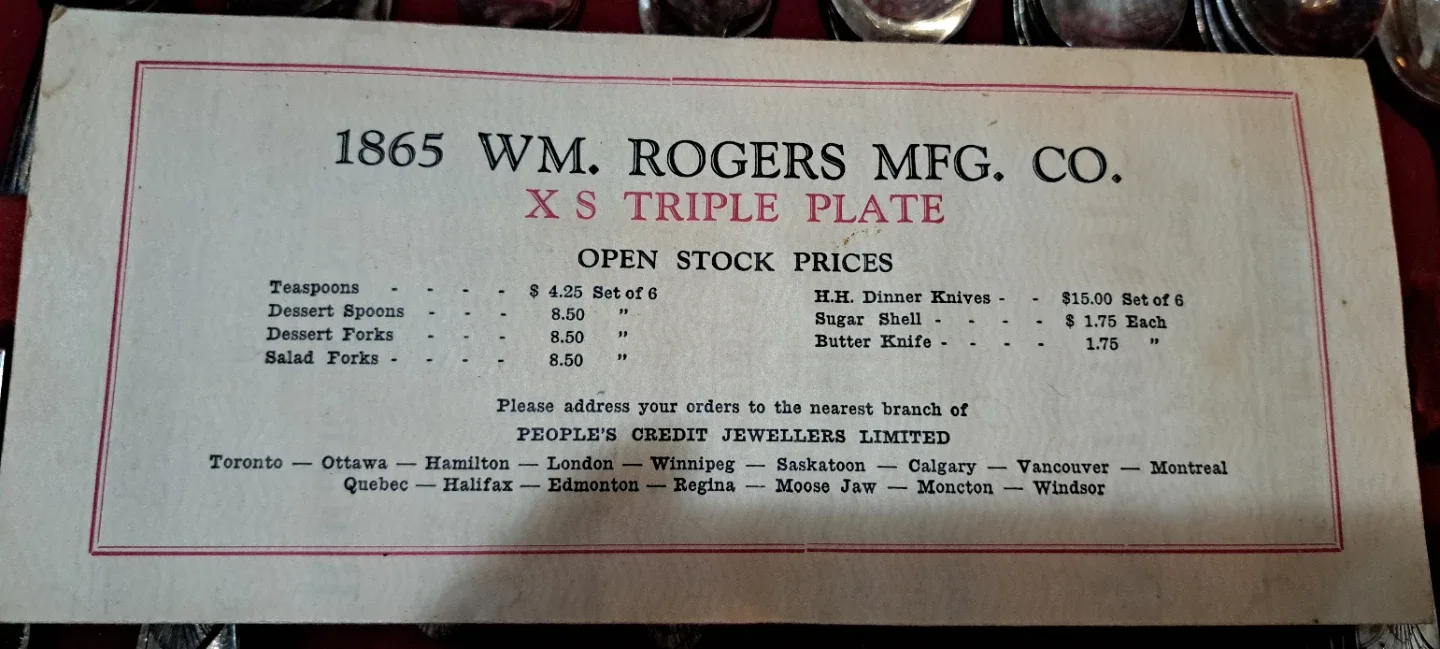 1865 WM. ROGERS MFG. CO.
X S TRIPLE PLATE
OPEN STOCK PRICES
Teaspoons - - - - $ 4.25 Set of 6
Dessert Spoons - - - 8.50 "
Dessert Forks - - - 8.50 "
Salad Forks - - - - 8.50 "
H.H. Dinner Knives - - $15.00 Set of 6
Sugar Shell - - - - $ 1.75 Each
Butter Knife - - - - 1.75 "
Please address your orders to the nearest branch of
PEOPLE'S CREDIT JEWELLERS LIMITED
Toronto — Ottawa — Hamilton — London — Winnipeg — Saskatoon — Calgary — Vancouver — Montreal
Quebec — Halifax — Edmonton — Regina — Moose Jaw — Moncton — Windsor